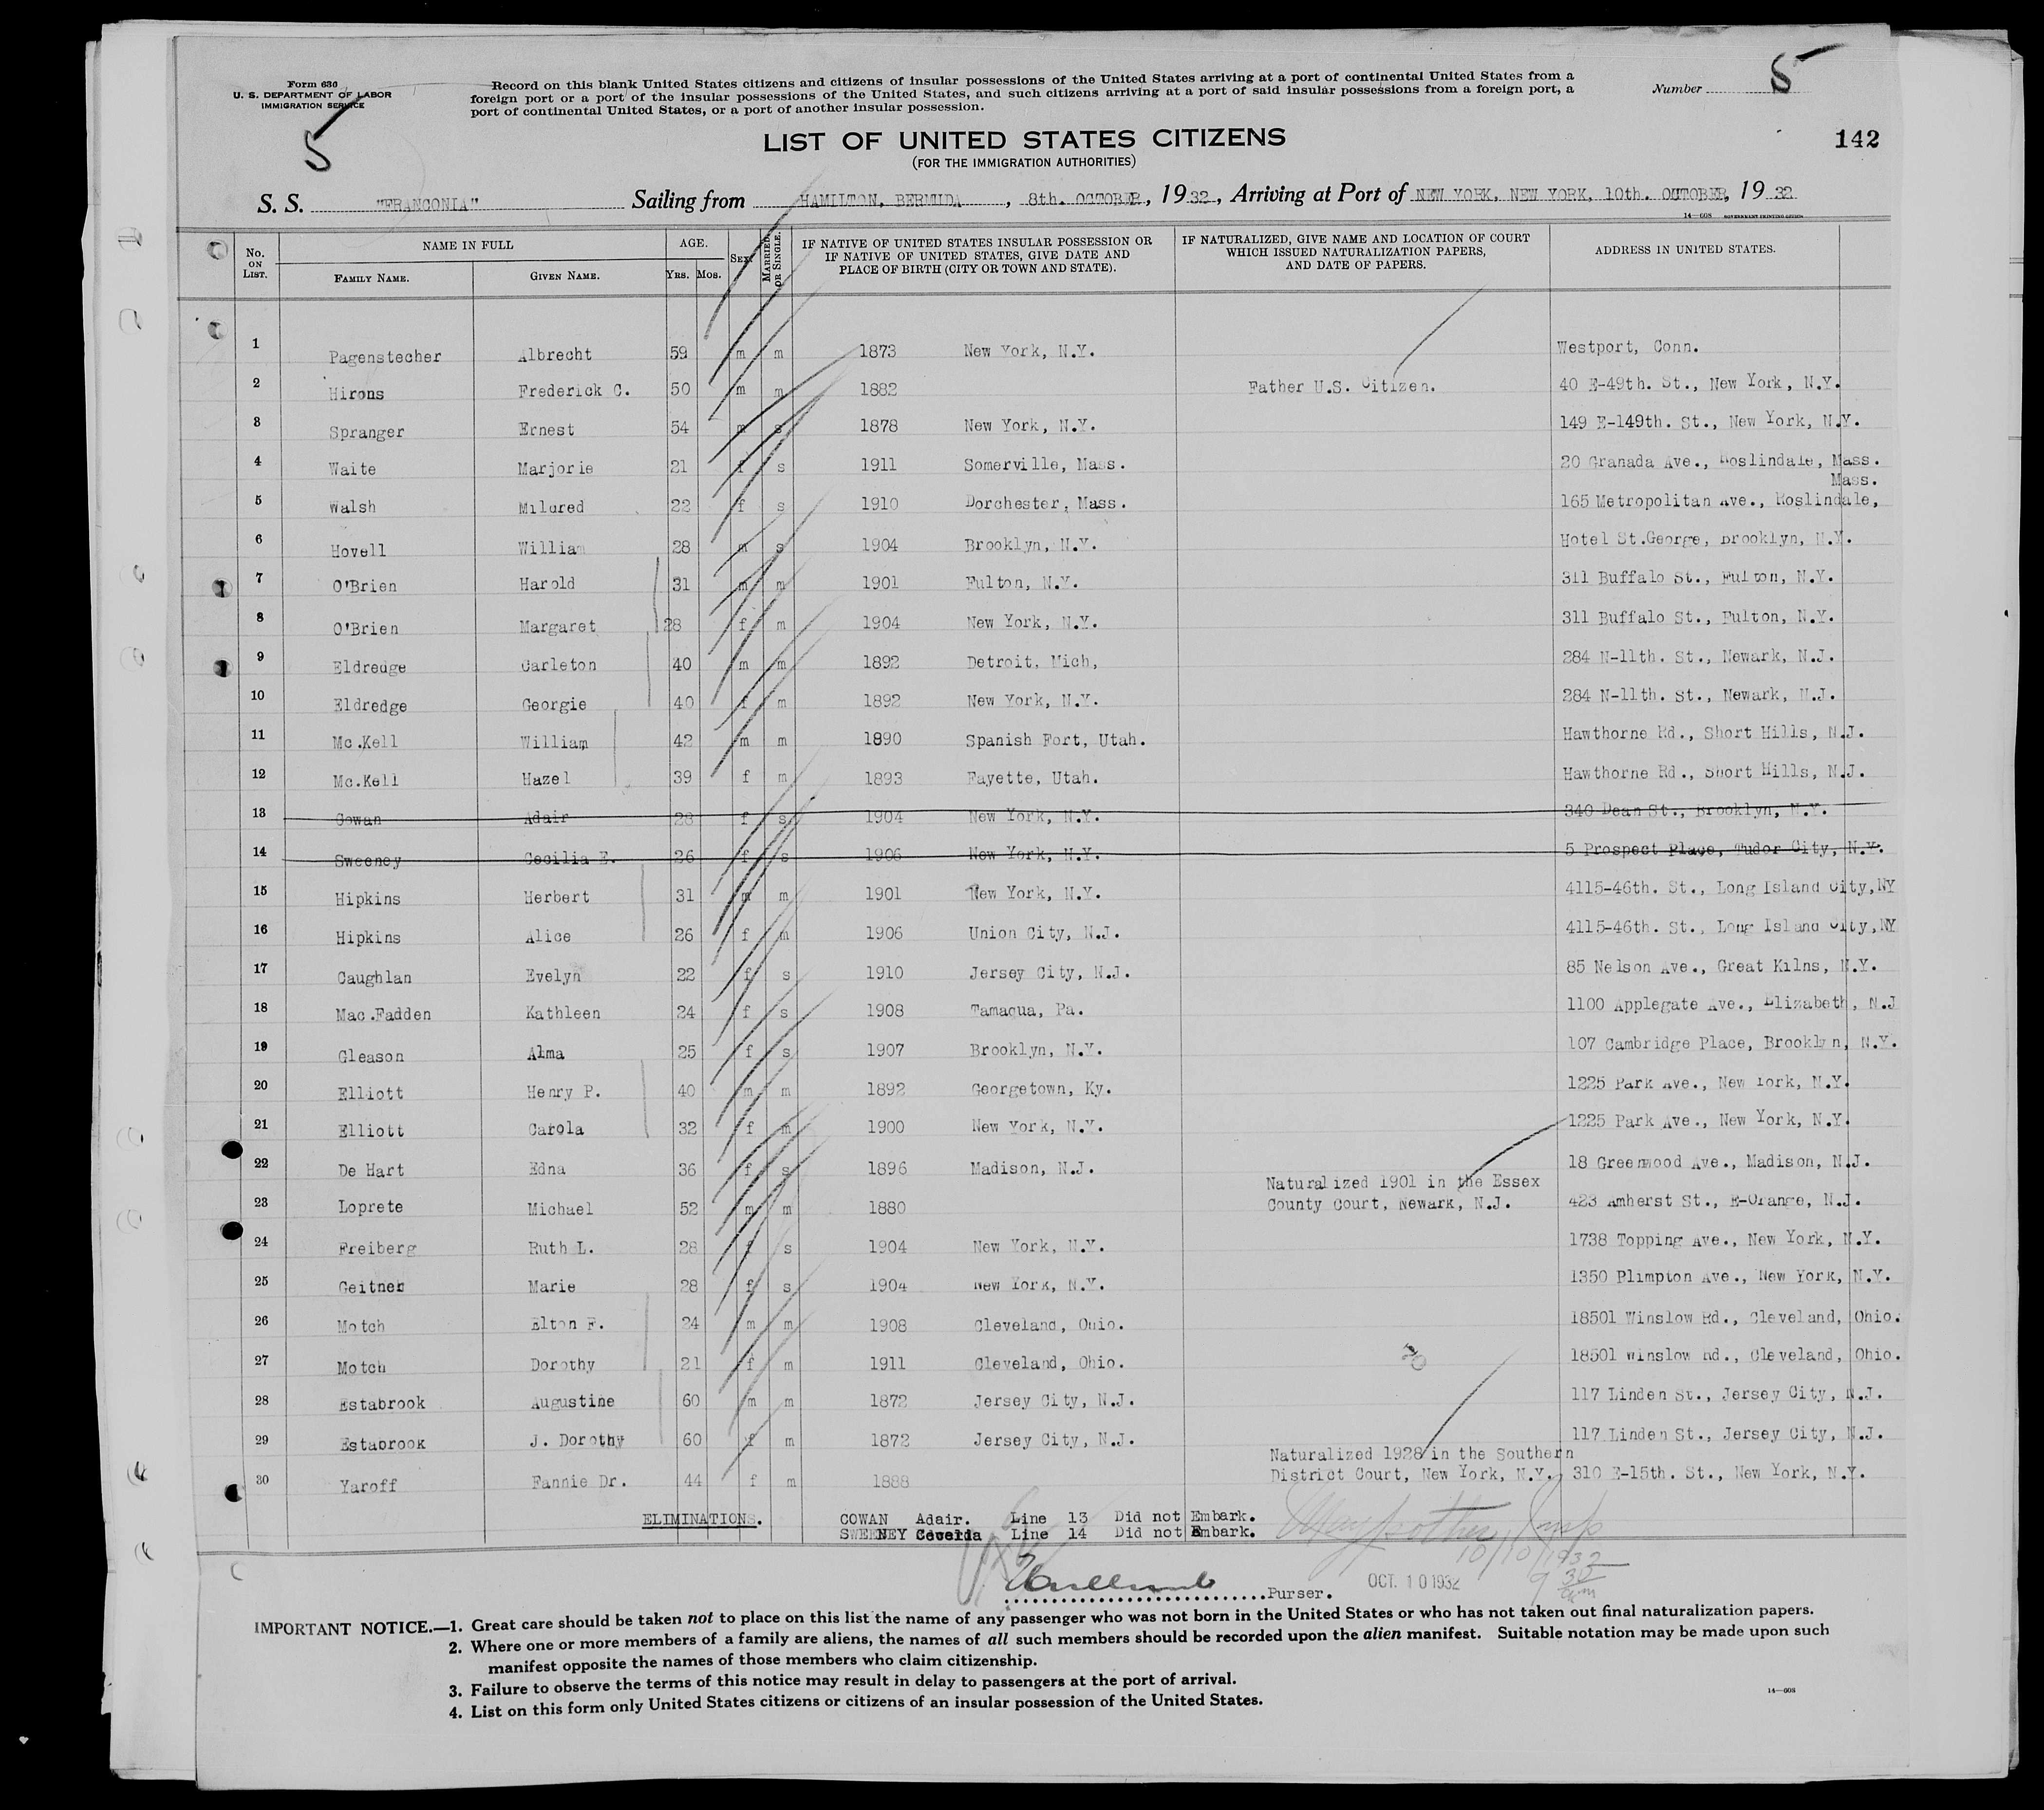 Form 630
U. S. DEPARTMENT OF LABOR
IMMIGRATION SERVICE
Record on this blank United States citizens and citizens of insular possessions of the United States arriving at a port of continental United States from a
foreign port or a port of the insular possessions of the United States, and such citizens arriving at a port of said insular possessions from a foreign port, a
port of continental United States, or a port of another insular possession.
Number 5
5
LIST OF UNITED STATES CITIZENS
(FOR THE IMMIGRATION AUTHORITIES)
142
S. S. "FRANCONIA" Sailing from HAMILTON, BERMUDA, 8th. OCTOBER, 1932, Arriving at Port of NEW YORK, NEW YORK, 10th. OCTOBER, 1932
14—608 GOVERNMENT PRINTING OFFICE
No. ON LIST. NAME IN FULL FAMILY NAME. GIVEN NAME. AGE. YRS. MOS. SEX. MARRIED OR SINGLE. IF NATIVE OF UNITED STATES INSULAR POSSESSION OR IF NATIVE OF UNITED STATES, GIVE DATE AND PLACE OF BIRTH (CITY OR TOWN AND STATE). IF NATURALIZED, GIVE NAME AND LOCATION OF COURT WHICH ISSUED NATURALIZATION PAPERS, AND DATE OF PAPERS. ADDRESS IN UNITED STATES.
1 Pagenstecher Albrecht 59 m m 1873 New York, N.Y. Westport, Conn.
2 Hirons Frederick C. 50 m m 1882 Father U.S. Citizen. 40 E-49th. St., New York, N.Y.
3 Spranger Ernest 54 m s 1878 New York, N.Y. 149 E-149th. St., New York, N.Y.
4 Waite Marjorie 21 f s 1911 Somerville, Mass. 20 Granada Ave., Roslindale, Mass.
5 Walsh Mildred 22 f s 1910 Dorchester, Mass. 165 Metropolitan Ave., Roslindale, Mass.
6 Hovell William 28 m s 1904 Brooklyn, N.Y. Hotel St.George, Brooklyn, N.Y.
7 O'Brien Harold 31 m m 1901 Fulton, N.Y. 311 Buffalo St., Fulton, N.Y.
8 O'Brien Margaret 28 f m 1904 New York, N.Y. 311 Buffalo St., Fulton, N.Y.
9 Eldredge Carleton 40 m m 1892 Detroit, Mich, 284 N-11th. St., Newark, N.J.
10 Eldredge Georgie 40 f m 1892 New York, N.Y. 284 N-11th. St., Newark, N.J.
11 Mc.Kell William 42 m m 1890 Spanish Fort, Utah. Hawthorne Rd., Short Hills, N.J.
12 Mc.Kell Hazel 39 f m 1893 Fayette, Utah. Hawthorne Rd., Short Hills, N.J.
13 Cowan Adair 28 f s 1904 New York, N.Y. 340 Dean St., Brooklyn, N.Y.
14 Sweeney Cecilia E. 26 f s 1906 New York, N.Y. 5 Prospect Place, Tudor City, N.Y.
15 Hipkins Herbert 31 m m 1901 New York, N.Y. 4115-46th. St., Long Island City,NY
16 Hipkins Alice 26 f m 1906 Union City, N.J. 4115-46th. St., Long Island City,NY
17 Caughlan Evelyn 22 f s 1910 Jersey City, N.J. 85 Nelson Ave., Great Kilns, N.Y.
18 Mac.Fadden Kathleen 24 f s 1908 Tamaqua, Pa. 1100 Applegate Ave., Elizabeth, N.J
19 Gleason Alma 25 f s 1907 Brooklyn, N.Y. 107 Cambridge Place, Brooklyn, N.Y.
20 Elliott Henry P. 40 m m 1892 Georgetown, Ky. 1225 Park Ave., New York, N.Y.
21 Elliott Carola 32 f m 1900 New York, N.Y. 1225 Park Ave., New York, N.Y.
22 De Hart Edna 36 f s 1896 Madison, N.J. 18 Greenwood Ave., Madison, N.J.
23 Loprete Michael 52 m m 1880 Naturalized 1901 in the Essex County Court, Newark, N.J. 423 Amherst St., E-Orange, N.J.
24 Freiberg Ruth L. 28 f s 1904 New York, N.Y. 1738 Topping Ave., New York, N.Y.
25 Geitner Marie 28 f s 1904 New York, N.Y. 1350 Plimpton Ave., New York, N.Y.
26 Motch Elton F. 24 m m 1908 Cleveland, Ohio. 18501 Winslow Rd., Cleveland, Ohio.
27 Motch Dorothy 21 f m 1911 Cleveland, Ohio. 18501 Winslow Rd., Cleveland, Ohio.
28 Estabrook Augustine 60 m m 1872 Jersey City, N.J. 117 Linden St., Jersey City, N.J.
29 Estabrook J. Dorothy 60 f m 1872 Jersey City, N.J. 117 Linden St., Jersey City, N.J.
30 Yaroff Fannie Dr. 44 f m 1888 Naturalized 1928 in the Southern District Court, New York, N.Y. 310 E-15th. St., New York, N.Y.
ELIMINATIONS. COWAN Adair. Line 13 Did not Embark.
SWEENEY Line 14 Did not Embark.
10/10/1932
Purser. OCT. 10 1932 9 30 am
IMPORTANT NOTICE.—1. Great care should be taken not to place on this list the name of any passenger who was not born in the United States or who has not taken out final naturalization papers.
2. Where one or more members of a family are aliens, the names of all such members should be recorded upon the alien manifest. Suitable notation may be made upon such
manifest opposite the names of those members who claim citizenship.
3. Failure to observe the terms of this notice may result in delay to passengers at the port of arrival.
4. List on this form only United States citizens or citizens of an insular possession of the United States.
14—608